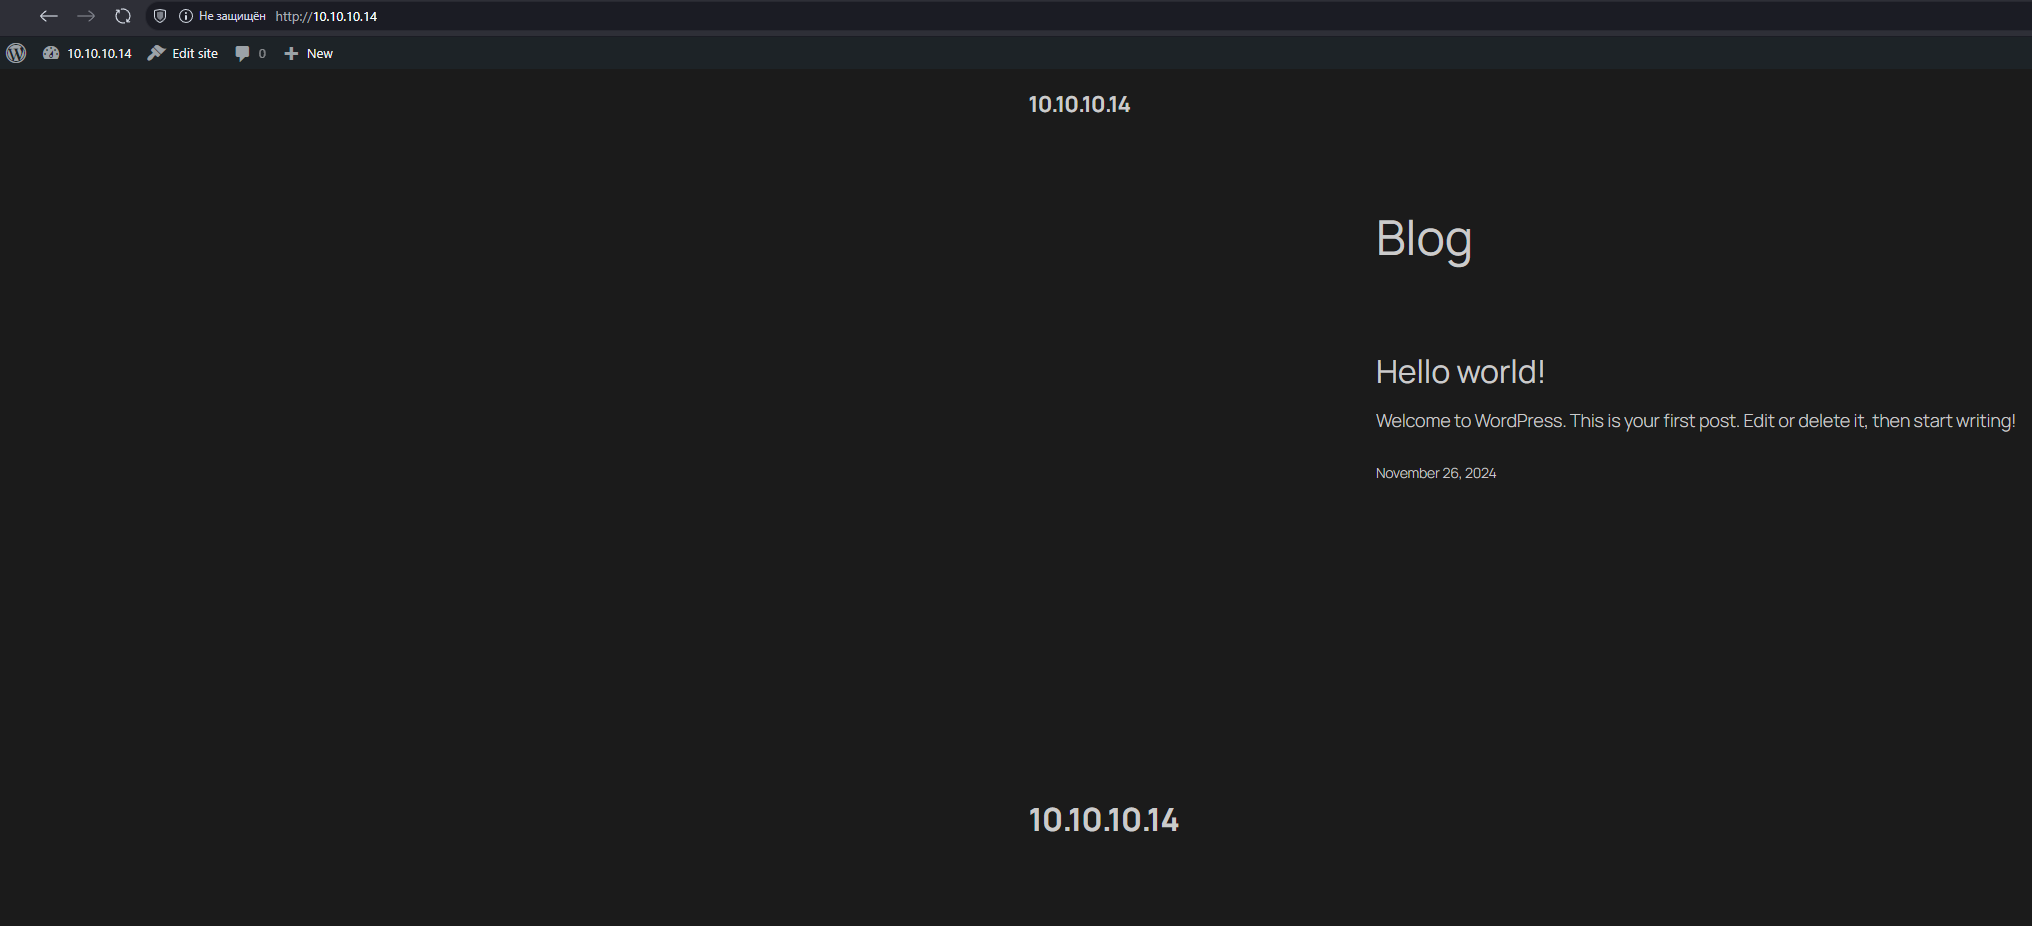 Не защищён http://10.10.10.14
10.10.10.14 Edit site 0 New
10.10.10.14
Blog
Hello world!
Welcome to WordPress. This is your first post. Edit or delete it, then start writing!
November 26, 2024
10.10.10.14